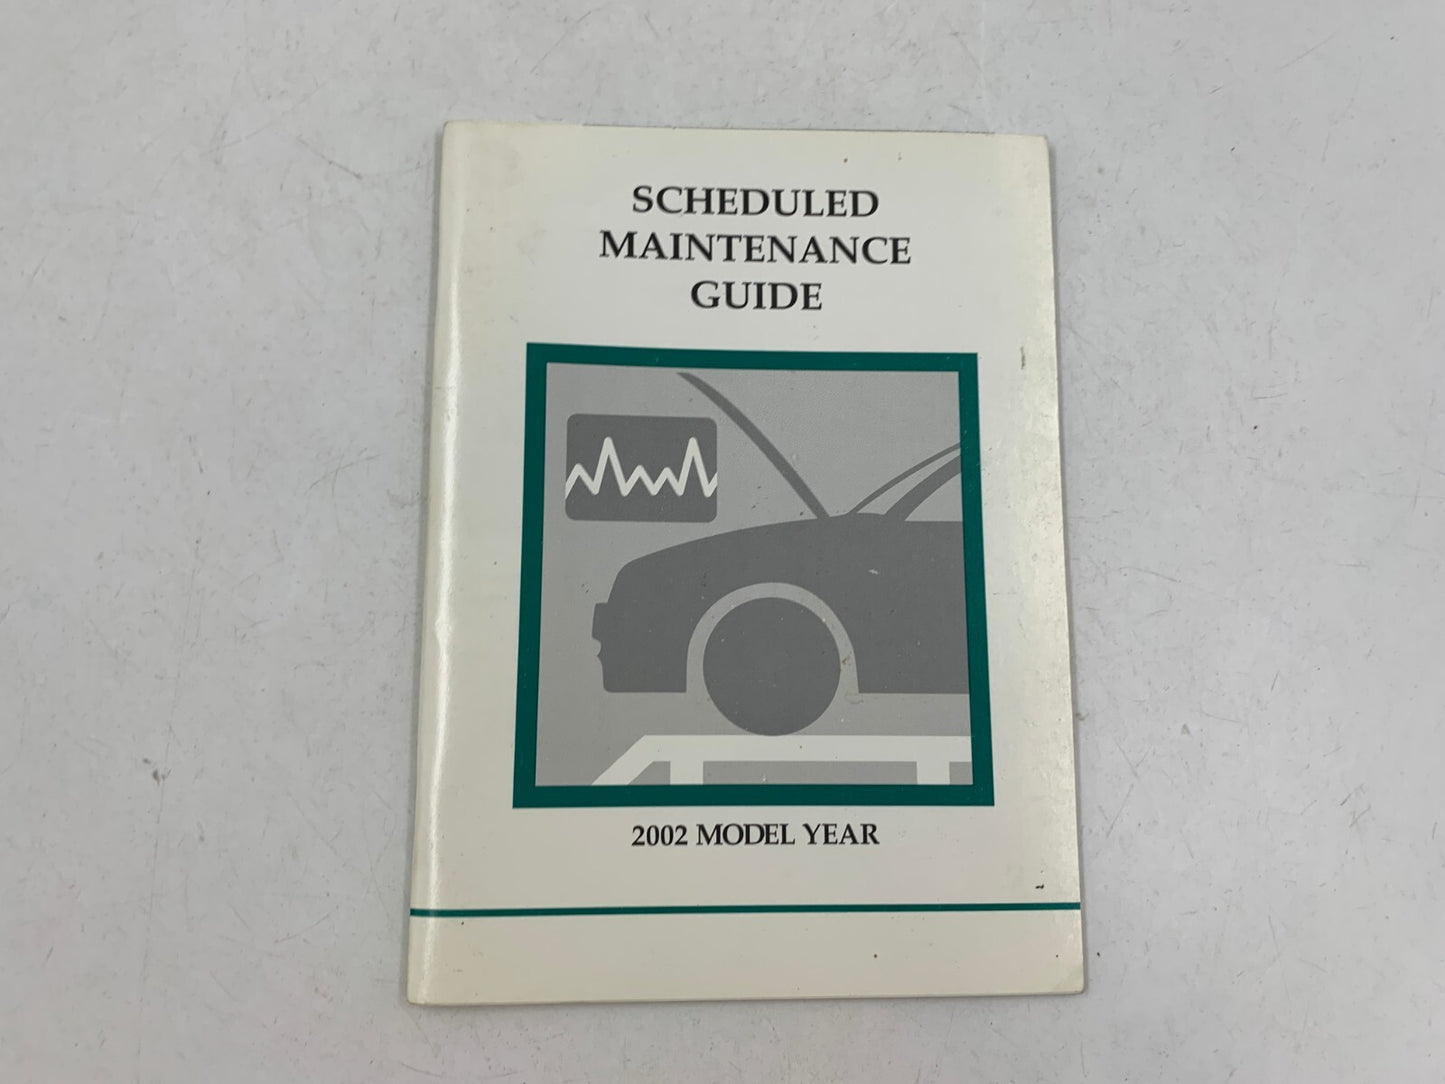 SCHEDULED
MAINTENANCE
GUIDE
2002 MODEL YEAR